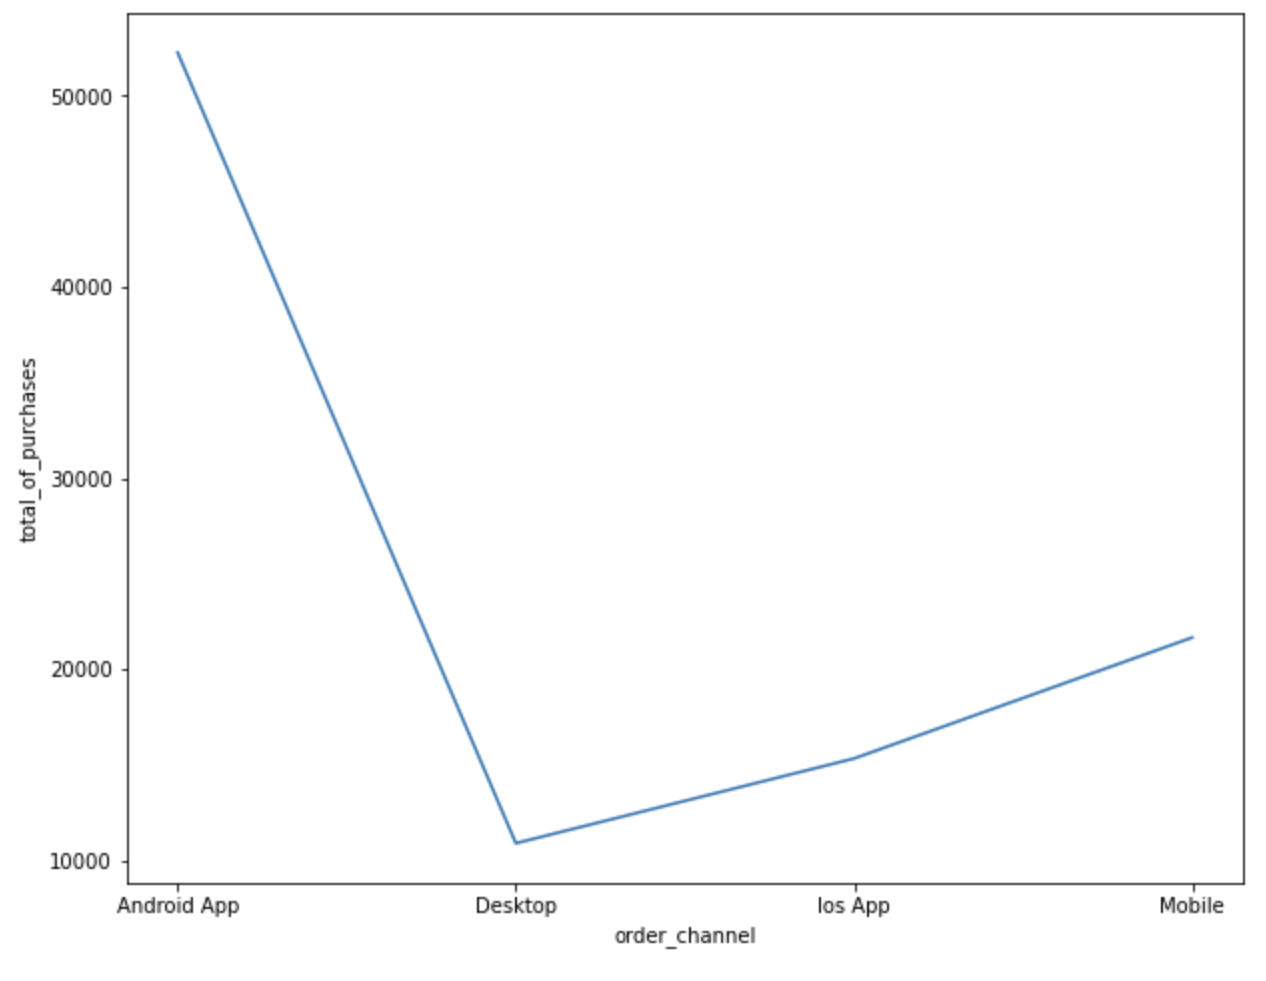 50000
40000
30000
20000
10000
total_of_purchases
Android App
Desktop
Ios App
Mobile
order_channel